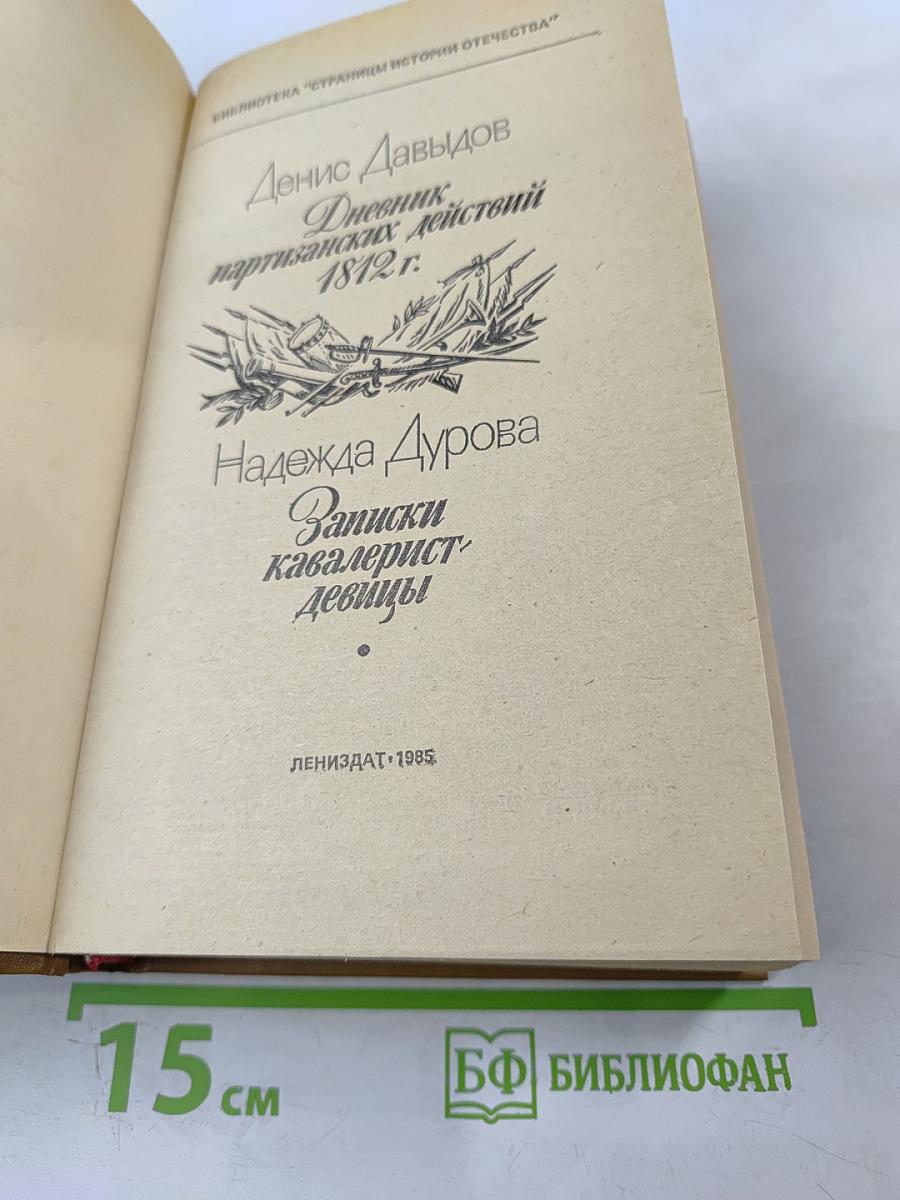 БИБЛИОТЕКА "СТРАНИЦЫ ИСТОРИИ ОТЕЧЕСТВА"
Денис Давыдов
Дневник
партизанских действий
1812 г.
Надежда Дурова
Записки
кавалерист-
девицы
ЛЕНИЗДАТ • 1985
15 см
БФ БИБЛИОФАН